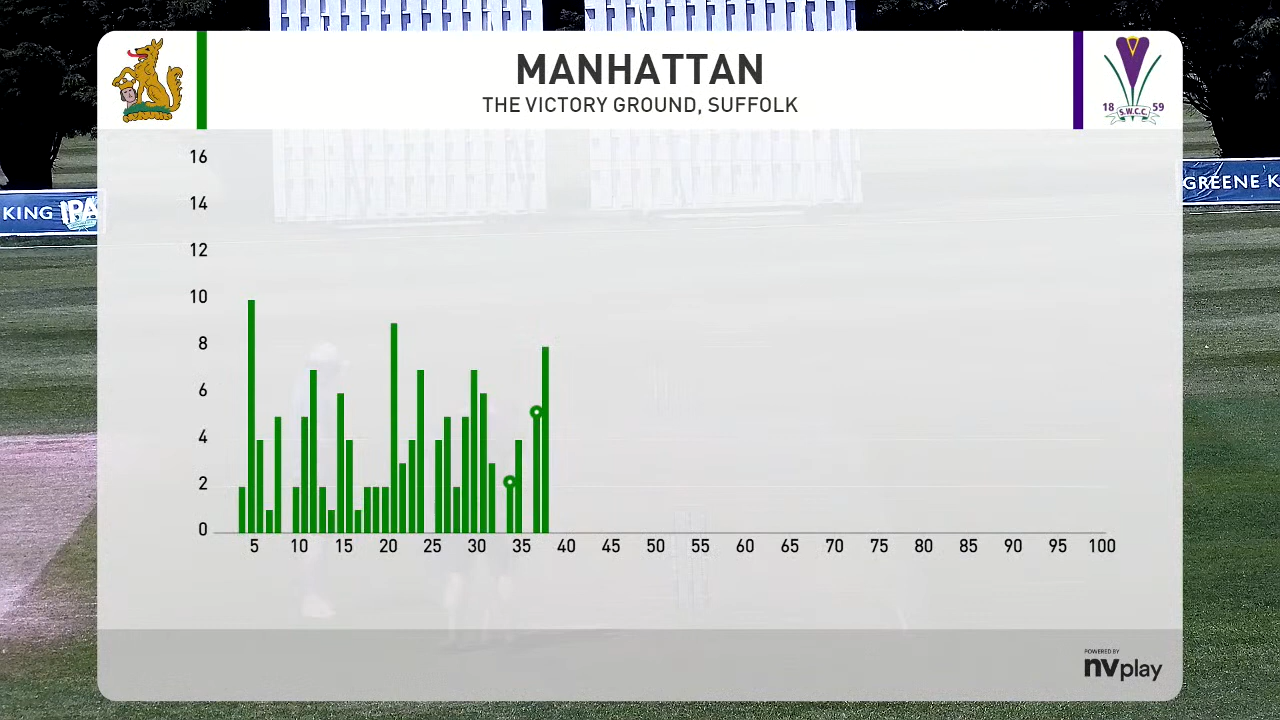 MANHATTAN
THE VICTORY GROUND, SUFFOLK
18 59
S.W.C.C.
KING IPA
GREENE K
16
14
12
10
8
6
4
2
0
5 10 15 20 25 30 35 40 45 50 55 60 65 70 75 80 85 90 95 100
POWERED BY
nvplay